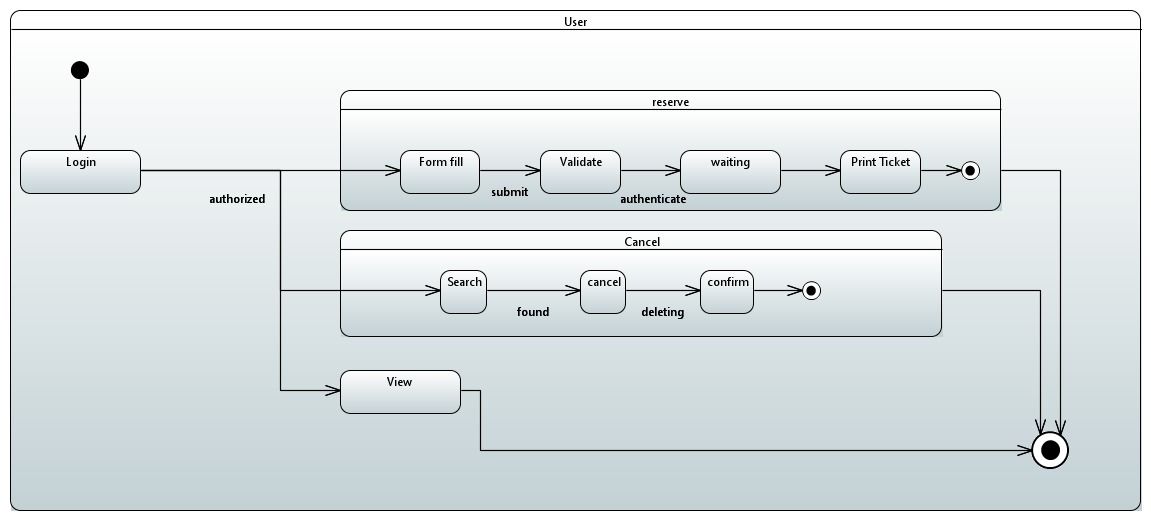 User
reserve
Login
Form fill
Validate
waiting
Print Ticket
authorized
submit
authenticate
Cancel
Search
cancel
confirm
found
deleting
View